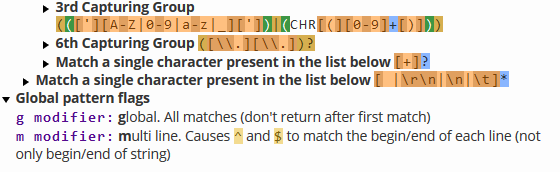 3rd Capturing Group
((['][A-Z|0-9|a-z|_]['])|(CHR[(][0-9]+[)]))
6th Capturing Group ([\\.][\\.])?
Match a single character present in the list below [+]?
Match a single character present in the list below [ |\r\n|\n|\t]*
Global pattern flags
g modifier: global. All matches (don't return after first match)
m modifier: multi line. Causes ^ and $ to match the begin/end of each line (not
only begin/end of string)